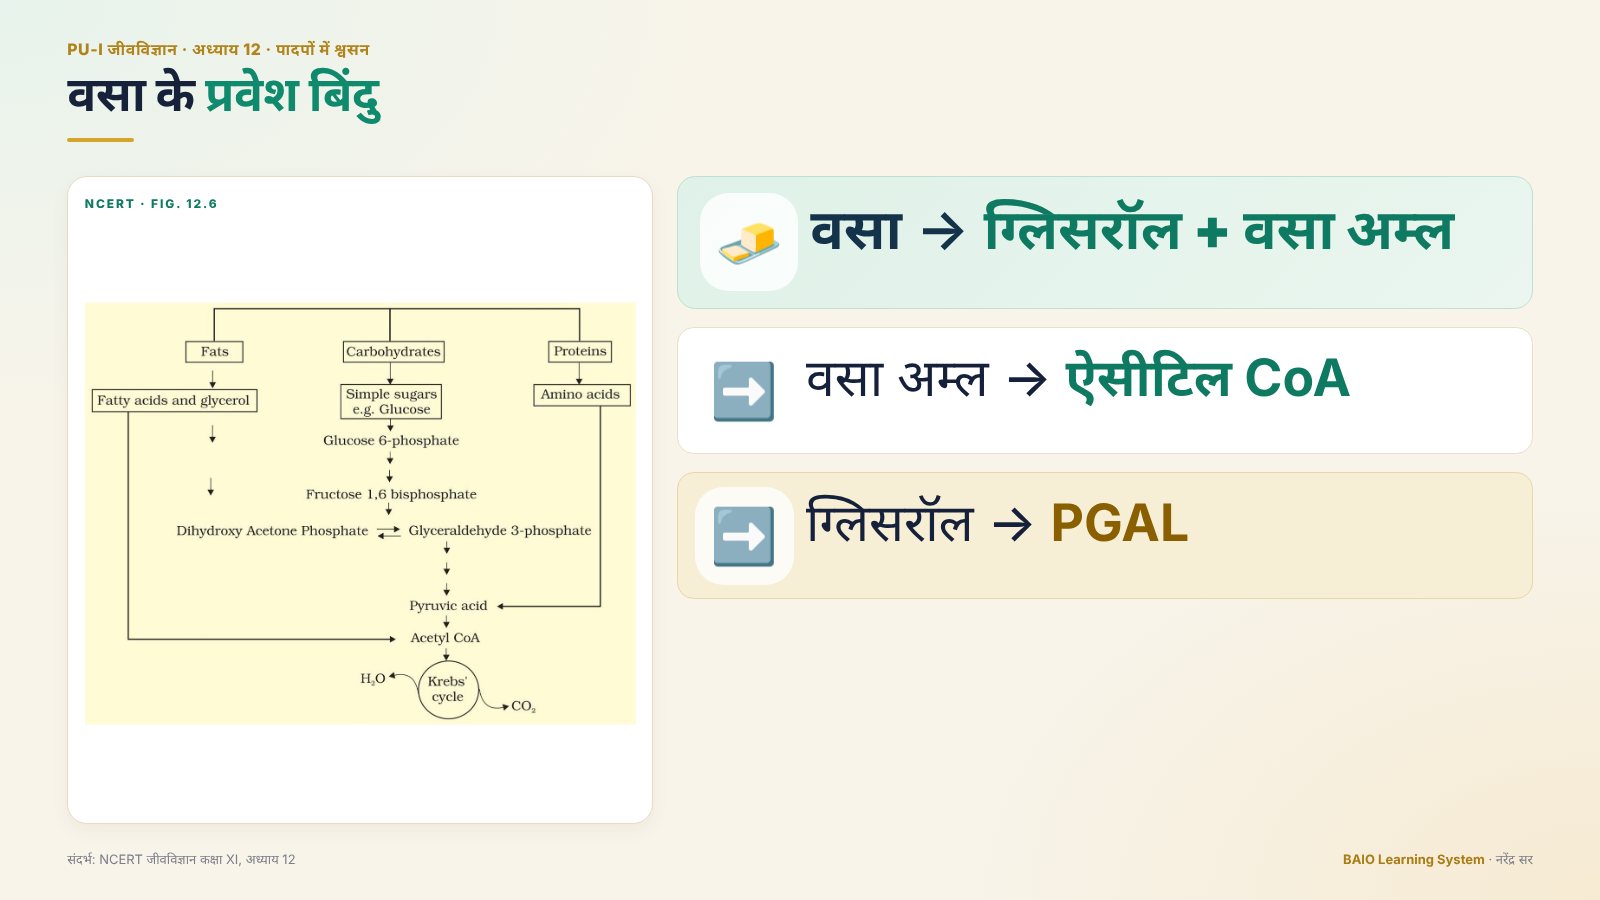 PU-I जीवविज्ञान · अध्याय 12 · पादपों में श्वसन
वसा के प्रवेश बिंदु
NCERT · FIG. 12.6
Fats
Carbohydrates
Proteins
Fatty acids and glycerol
Simple sugars
e.g. Glucose
Amino acids
Glucose 6-phosphate
Fructose 1,6 bisphosphate
Dihydroxy Acetone Phosphate
Glyceraldehyde 3-phosphate
Pyruvic acid
Acetyl CoA
H₂O
Krebs'
cycle
CO₂
वसा → ग्लिसरॉल + वसा अम्ल
वसा अम्ल → ऐसीटिल CoA
ग्लिसरॉल → PGAL
संदर्भ: NCERT जीवविज्ञान कक्षा XI, अध्याय 12
BAIO Learning System · नरेंद्र सर